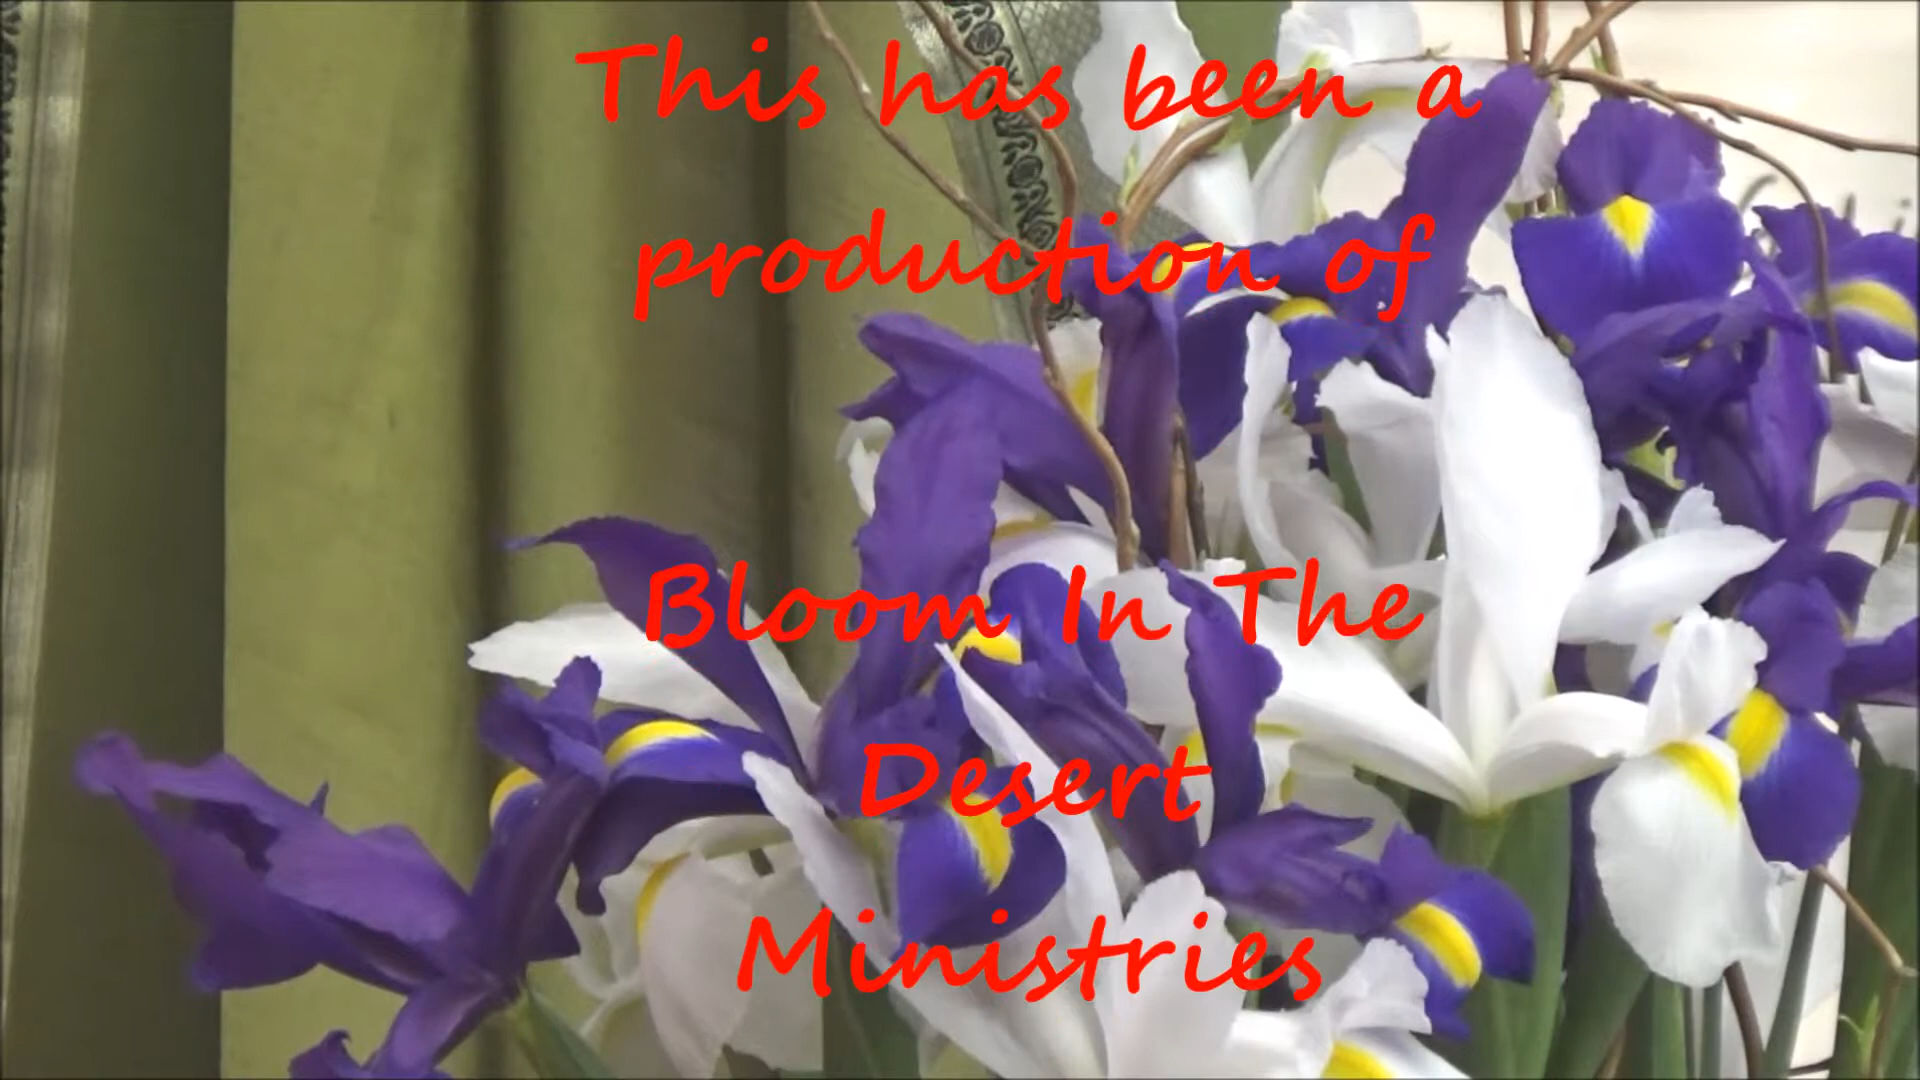 This has been a
production of
Bloom In The
Desert
Ministries